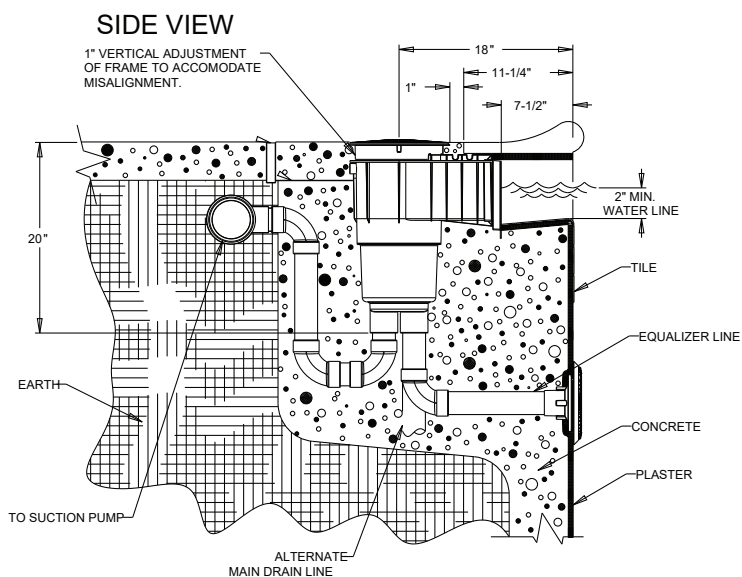 SIDE VIEW
1" VERTICAL ADJUSTMENT
OF FRAME TO ACCOMODATE
MISALIGNMENT.
18"
11-1/4"
1"
7-1/2"
2" MIN.
WATER LINE
20"
TILE
EQUALIZER LINE
EARTH
CONCRETE
PLASTER
TO SUCTION PUMP
ALTERNATE
MAIN DRAIN LINE